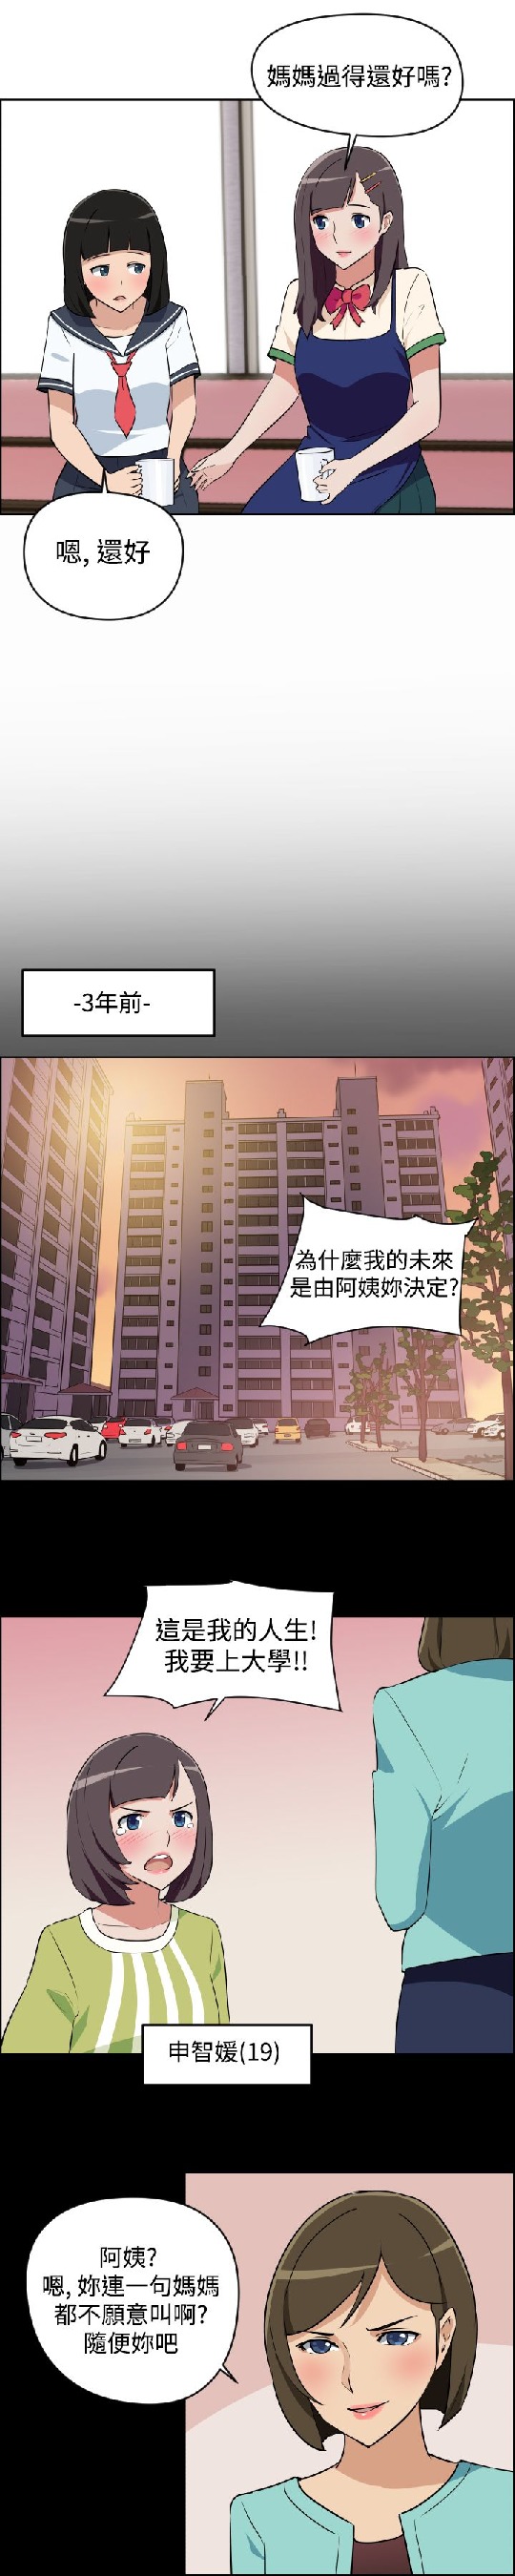 媽媽過得還好嗎?
嗯, 還好
-3年前-
為什麼我的未來
是由阿姨妳決定?
這是我的人生!
我要上大學!!
申智媛(19)
阿姨?
嗯, 妳連一句媽媽
都不願意叫啊?
隨便妳吧